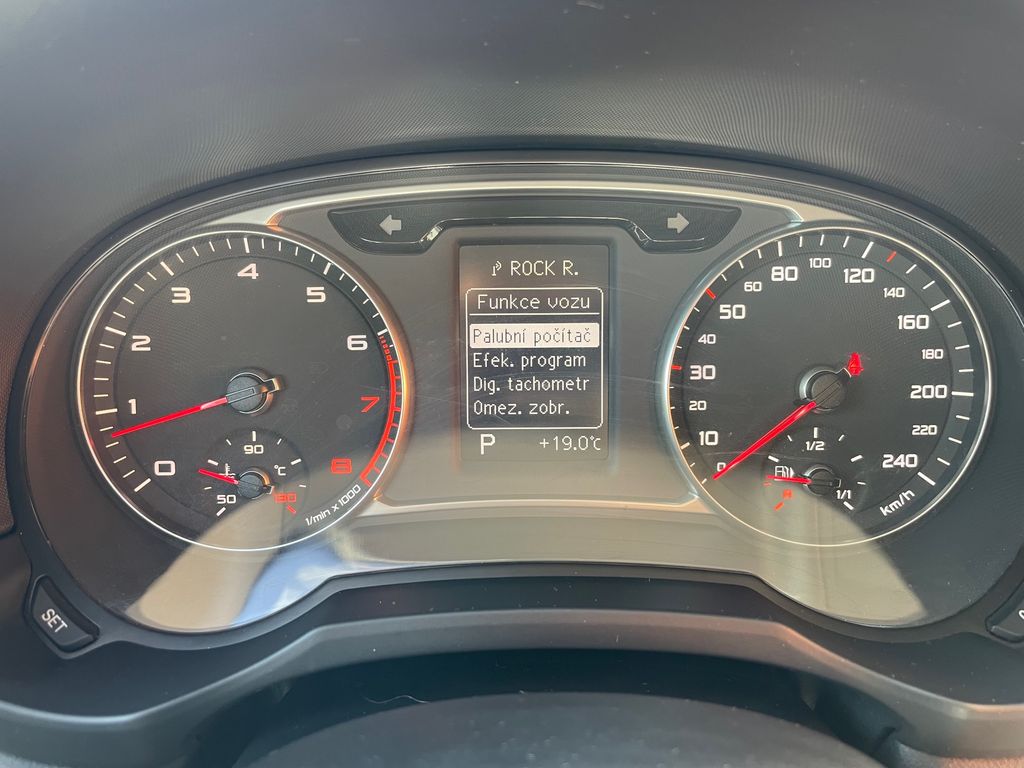 0
1
2
3
4
5
6
7
8
1/min x 1000
50
90
°C
ROCK R.
Funkce vozu
Palubní počítač
Efek. program
Dig. tachometr
Omez. zobr.
P +19.0°C
0
10
20
30
40
50
60
80
100
120
140
160
180
200
220
240
km/h
1/2
1/1
SET